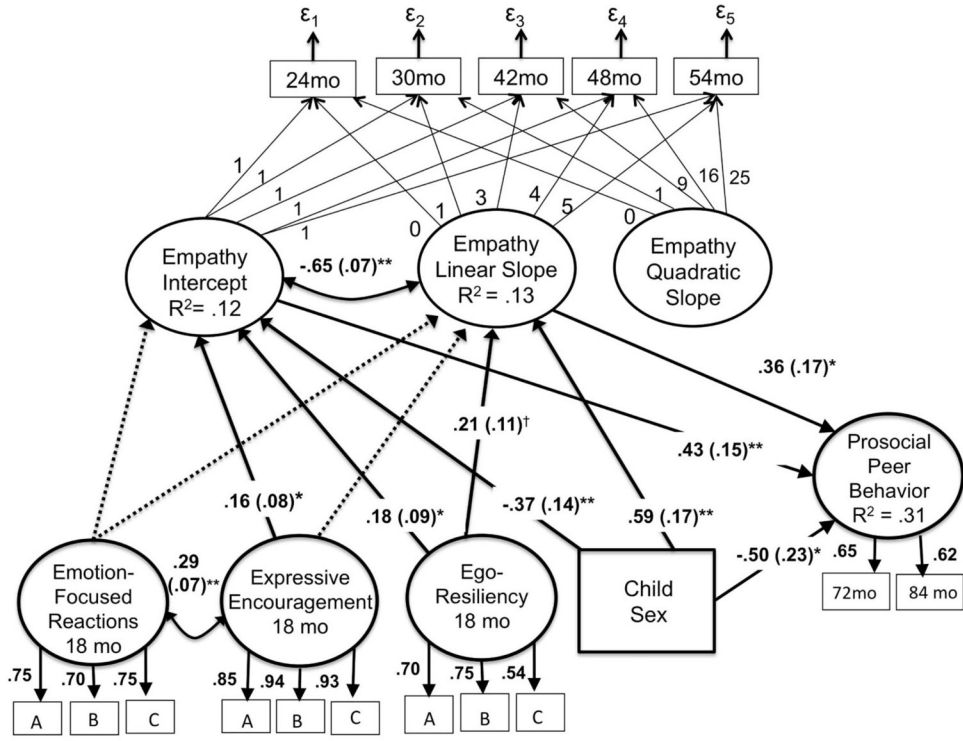 ε1 ε2 ε3 ε4 ε5
24mo 30mo 42mo 48mo 54mo
1 1 1 1 1
0 1 3 4 5
0 1 9 16 25
Empathy
Intercept
R²= .12
-.65 (.07)**
Empathy
Linear Slope
R² = .13
Empathy
Quadratic
Slope
.36 (.17)*
.21 (.11)†
.43 (.15)**
Prosocial
Peer
Behavior
R² = .31
.16 (.08)*
.18 (.09)*
-.37 (.14)**
.59 (.17)**
-.50 (.23)*
.65 .62
72mo 84 mo
Emotion-
Focused
Reactions
18 mo
.29
(.07)**
Expressive
Encouragement
18 mo
Ego-
Resiliency
18 mo
Child
Sex
.75 .70 .75
.85 .94 .93
.70 .75 .54
A B C
A B C
A B C